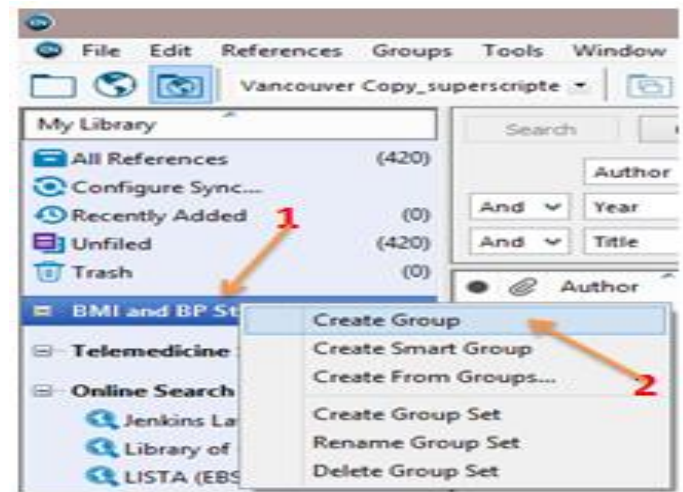 EN
File Edit References Groups Tools Window
Vancouver Copy_superscripte
My Library
Search
All References (420)
Author
Configure Sync...
Recently Added (0)
1
And Year
Unfiled (420)
And Title
Trash (0)
Author
BMI and BP St
Create Group
Telemedicine
Create Smart Group
Create From Groups...
2
Online Search
Create Group Set
Jenkins La
Rename Group Set
Library of
Delete Group Set
LISTA (EBS